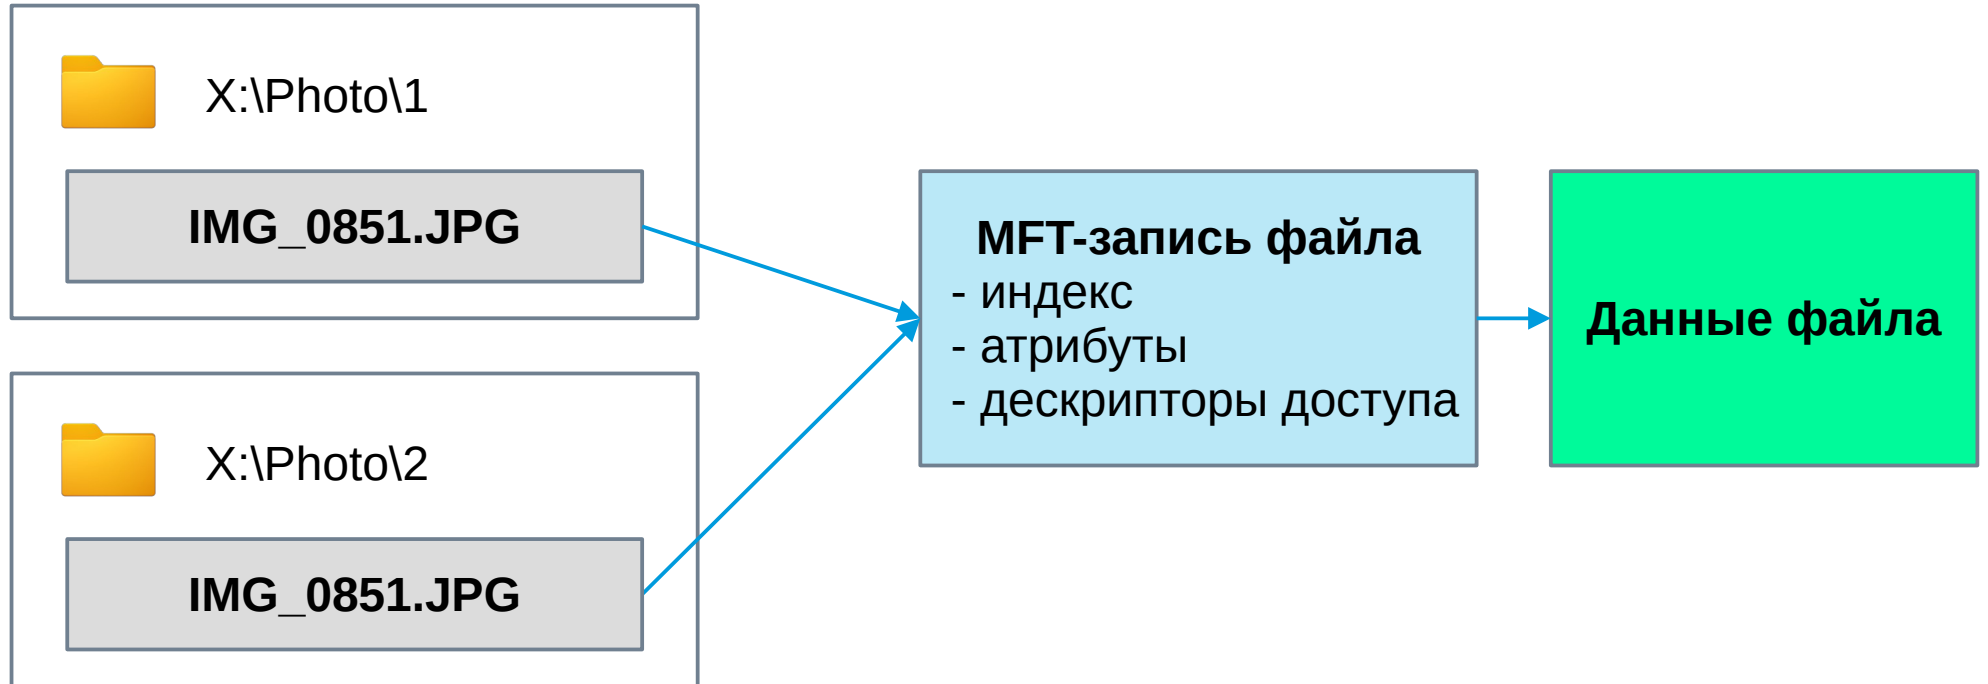 X:\Photo\1
IMG_0851.JPG
X:\Photo\2
IMG_0851.JPG
MFT-запись файла
- индекс
- атрибуты
- дескрипторы доступа
Данные файла